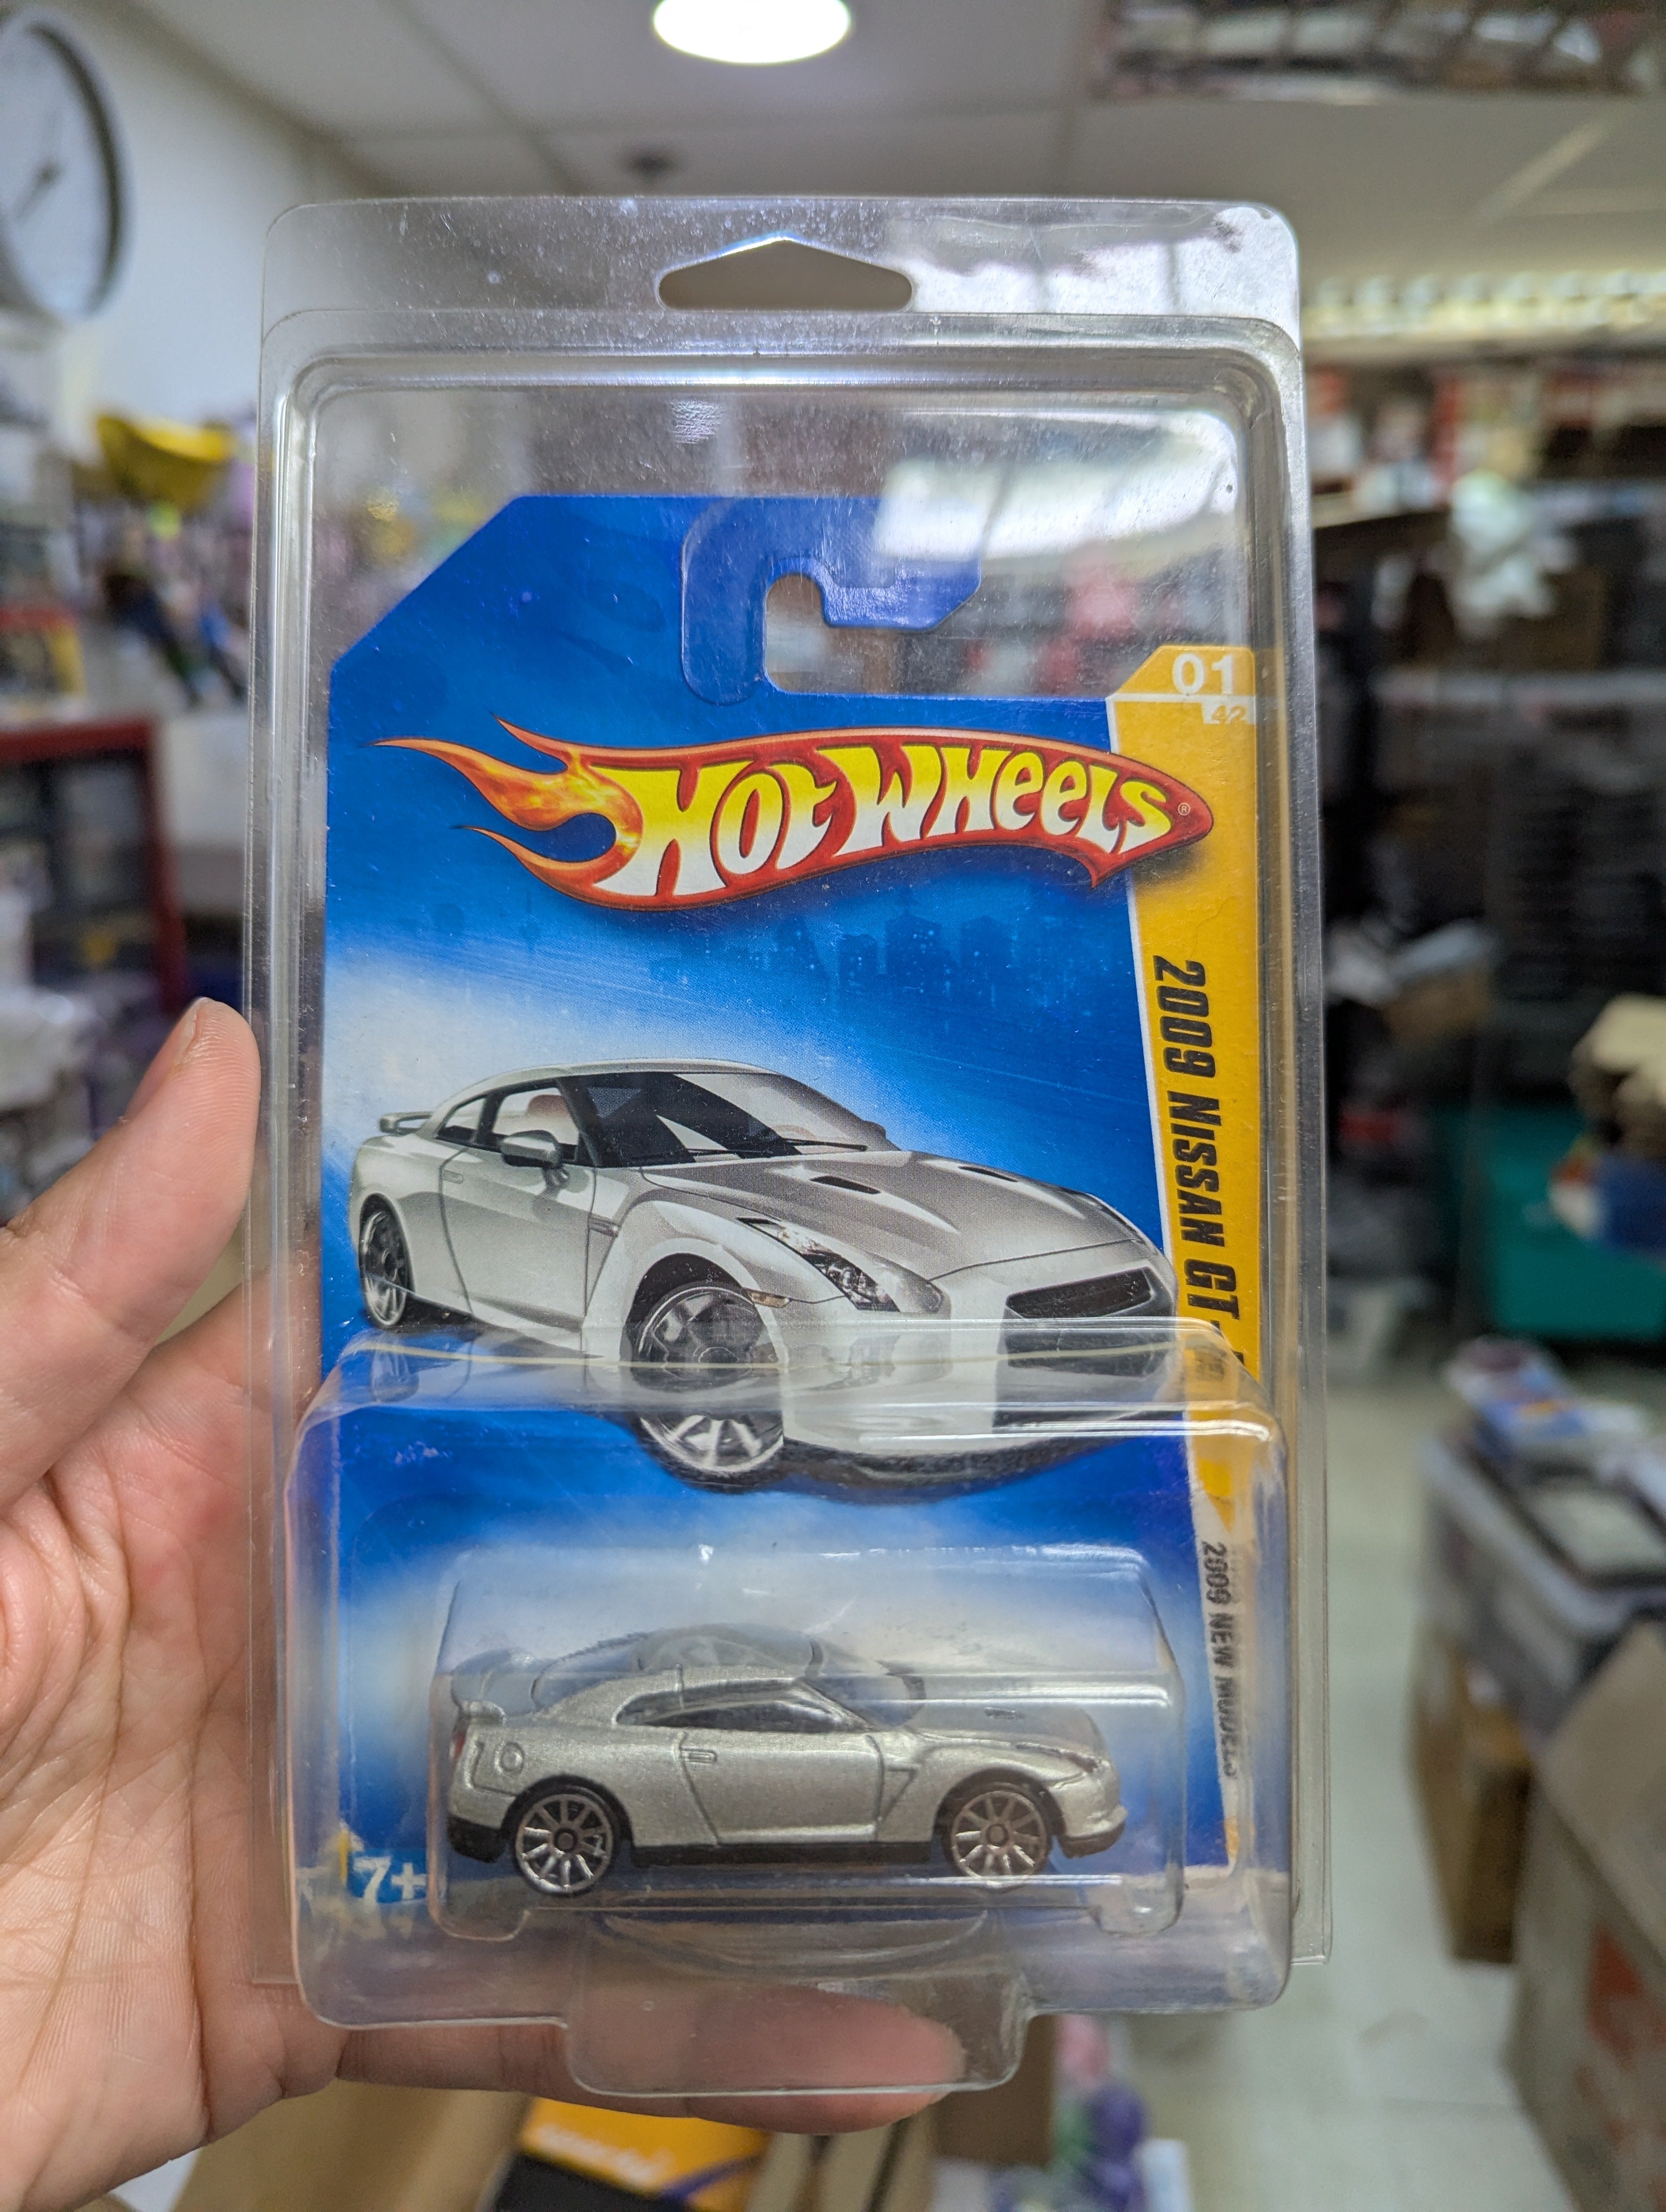 01
42
HOT WHEELS ®
2009 NISSAN GT-R
2009 NEW MODELS
7+